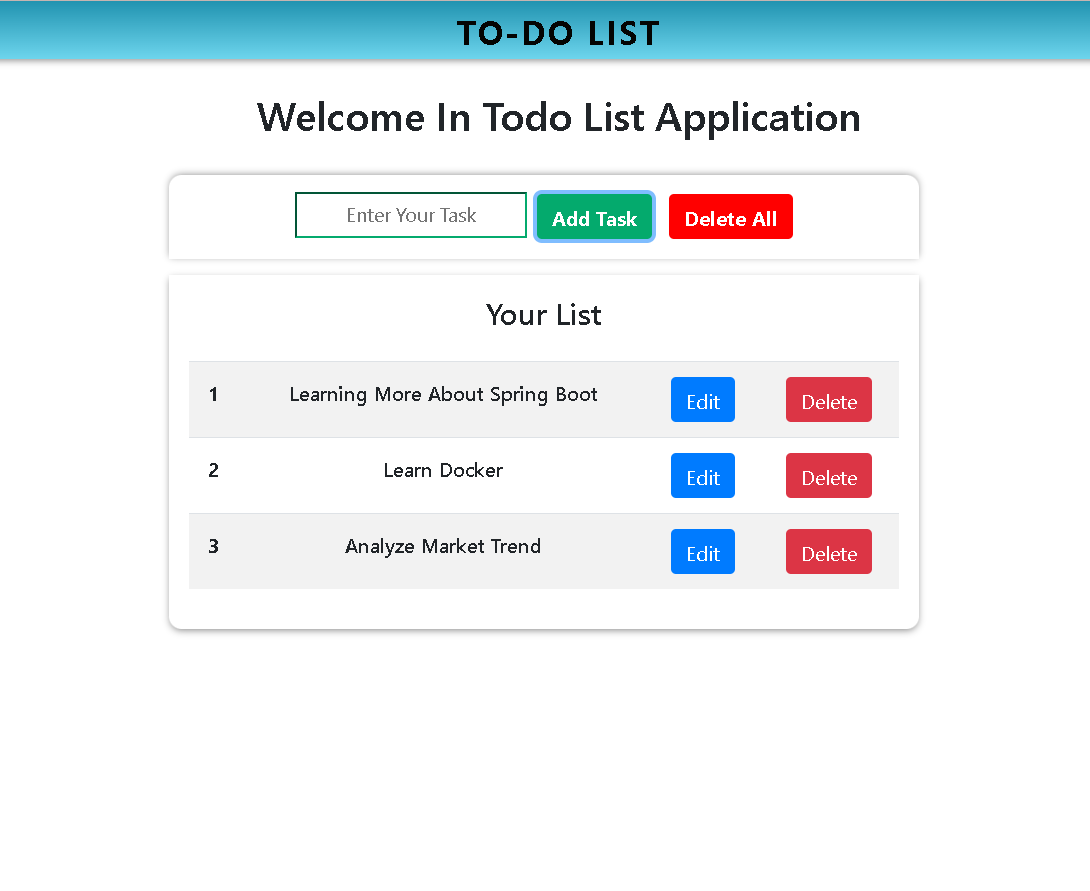 TO-DO LIST
Welcome In Todo List Application
Enter Your Task Add Task Delete All
Your List
1 Learning More About Spring Boot Edit Delete
2 Learn Docker Edit Delete
3 Analyze Market Trend Edit Delete